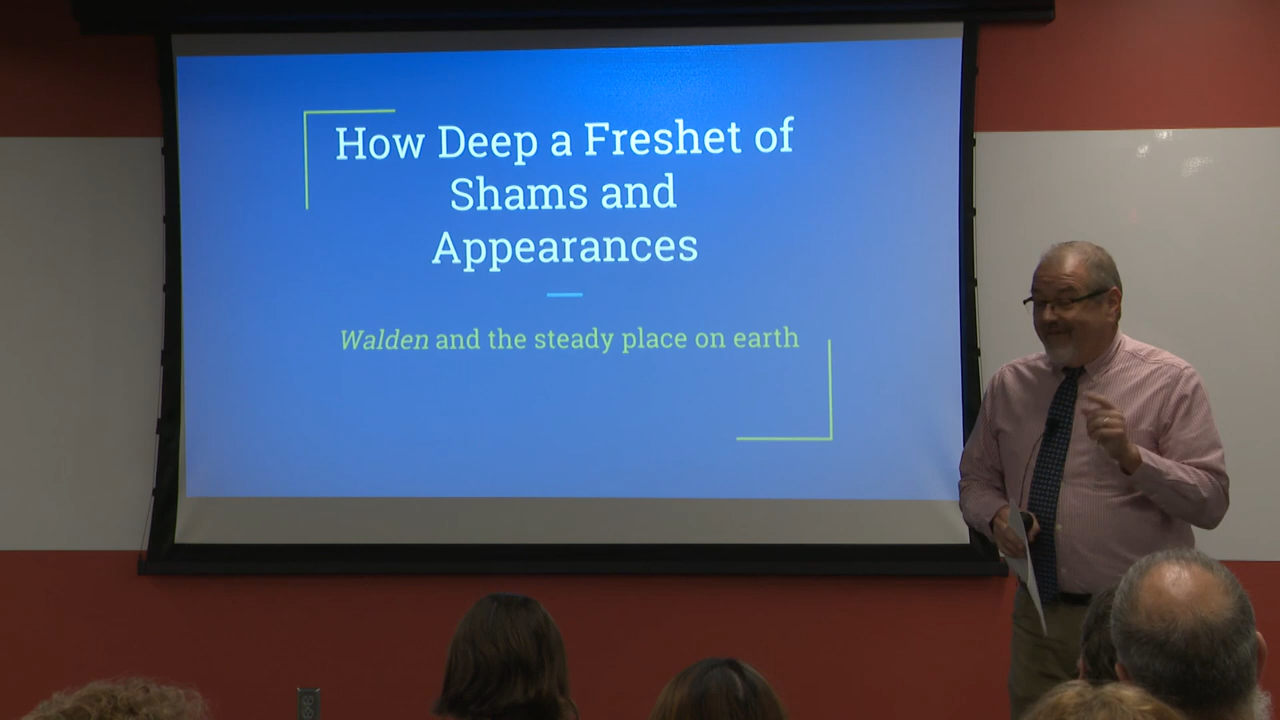 How Deep a Freshet of
Shams and
Appearances
Walden and the steady place on earth